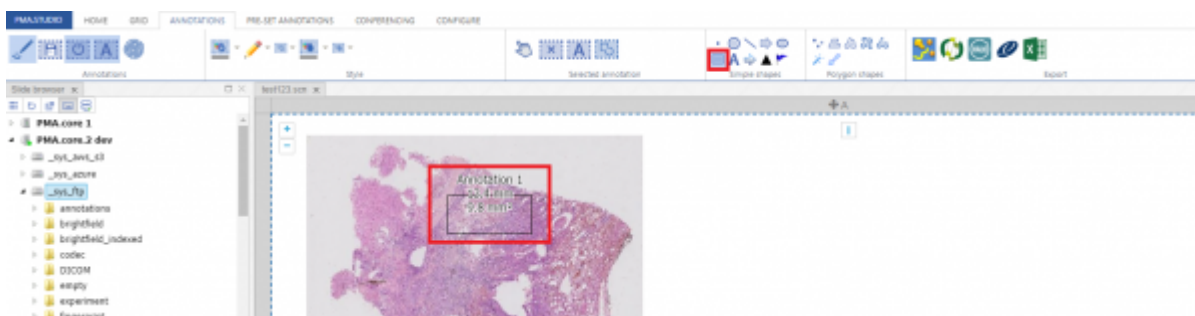 PMA.STUDIO HOME GRID ANNOTATIONS PRE-SET ANNOTATIONS CONFERENCING CONFIGURE
Annotations Style Selected annotation Simple shapes Polygon shapes Export
Slide browser test123.scn
A
PMA.core 1
PMA.core.2 dev
_sys_aws_s3
_sys_azure
_sys_ftp
annotations
brightfield
brightfield_indexed
codec
DICOM
empty
experiment
Annotation 1